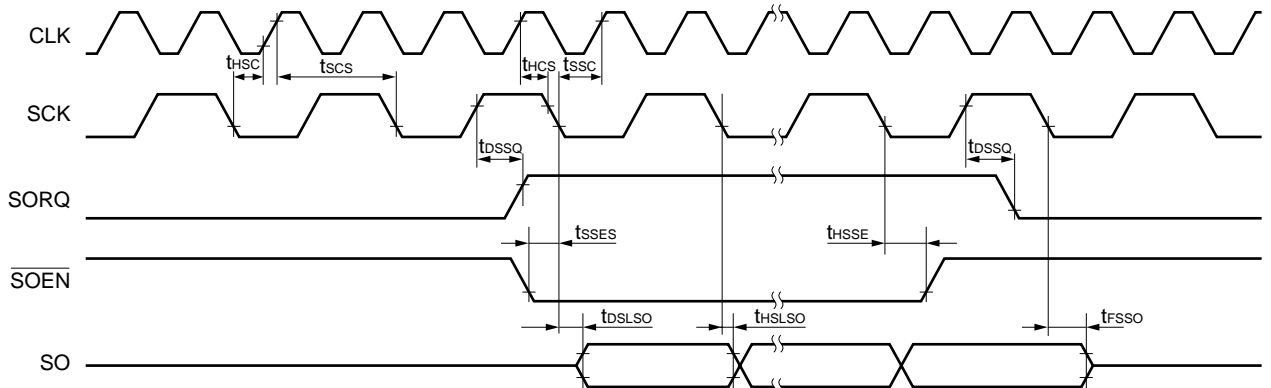 CLK
tHSC tSCS tHCS tSSC
SCK
tDSSQ tDSSQ
SORQ
tSSES tHSSE
SOEN
tDSLSO tHSLSO tFSSO
SO